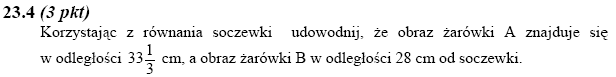 23.4 (3 pkt)
Korzystając z równania soczewki udowodnij, że obraz żarówki A znajduje się
w odległości 33 1/3 cm, a obraz żarówki B w odległości 28 cm od soczewki.